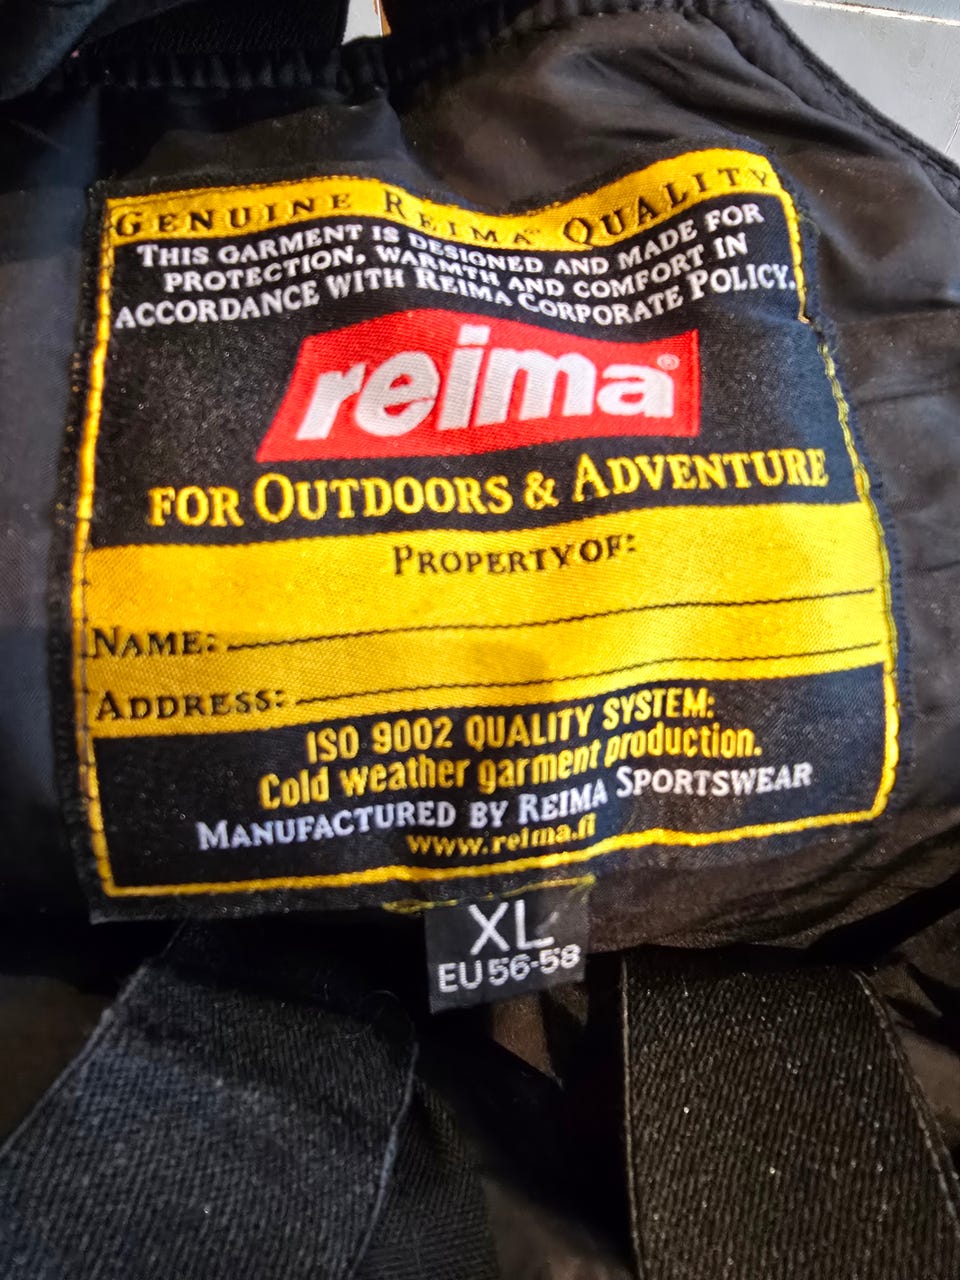 GENUINE REIMA QUALITY
THIS GARMENT IS DESIGNED AND MADE FOR
PROTECTION, WARMTH AND COMFORT IN
ACCORDANCE WITH REIMA CORPORATE POLICY.
reima®
FOR OUTDOORS & ADVENTURE
PROPERTY OF:
NAME:
ADDRESS:
ISO 9002 QUALITY SYSTEM:
Cold weather garment production.
MANUFACTURED BY REIMA SPORTSWEAR
www.reima.fi
XL
EU 56-58